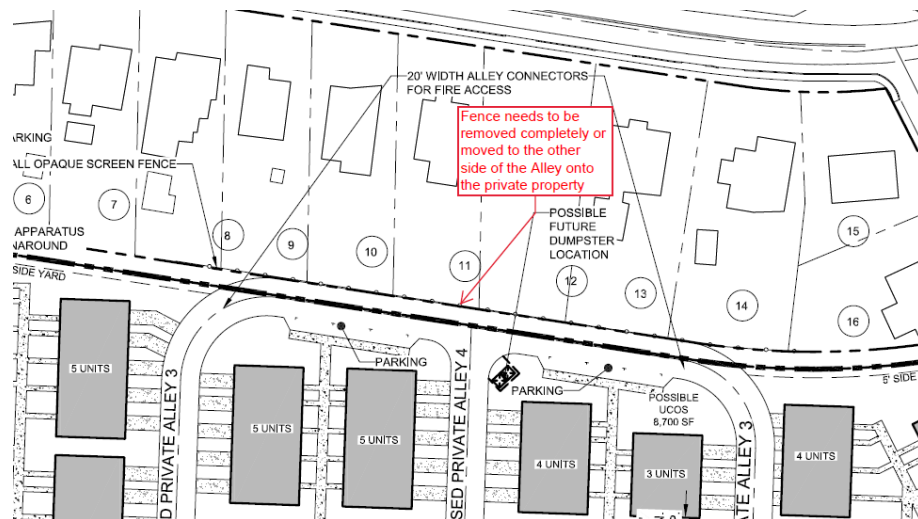 20' WIDTH ALLEY CONNECTORS
FOR FIRE ACCESS
Fence needs to be
removed completely or
moved to the other
side of the Alley onto
the private property
ARKING
ALL OPAQUE SCREEN FENCE
6
7
8
9
10
11
12
13
14
15
16
APPARATUS
NAROUND
SIDE YARD
POSSIBLE
FUTURE
DUMPSTER
LOCATION
PARKING
PARKING
5' SIDE
5 UNITS
5 UNITS
5 UNITS
4 UNITS
3 UNITS
4 UNITS
POSSIBLE
UCOS
8,700 SF
D PRIVATE ALLEY 3
SED PRIVATE ALLEY 4
ATE ALLEY 3